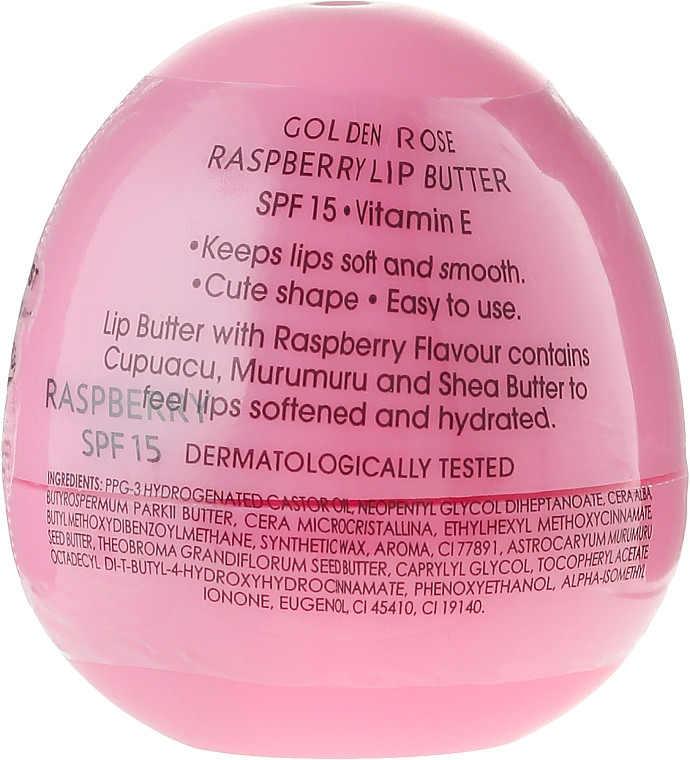 GOLDEN ROSE
RASPBERRY LIP BUTTER
SPF 15 • Vitamin E
•Keeps lips soft and smooth.
•Cute shape • Easy to use.
Lip Butter with Raspberry Flavour contains
Cupuacu, Murumuru and Shea Butter to
feel lips softened and hydrated.
RASPBERRY
SPF 15
DERMATOLOGICALLY TESTED
INGREDIENTS: PPG-3 HYDROGENATED CASTOR OIL, NEOPENTYL GLYCOL DIHEPTANOATE, CERA ALBA,
BUTYROSPERMUM PARKII BUTTER, CERA MICROCRISTALLINA, ETHYLHEXYL METHOXYCINNAMATE,
BUTYL METHOXYDIBENZOYLMETHANE, SYNTHETIC WAX, AROMA, CI 77891, ASTROCARYUM MURUMURU
SEED BUTTER, THEOBROMA GRANDIFLORUM SEED BUTTER, CAPRYLYL GLYCOL, TOCOPHERYL ACETATE,
OCTADECYL DI-T-BUTYL-4-HYDROXYHYDROCINNAMATE, PHENOXYETHANOL, ALPHA-ISOMETHYL
IONONE, EUGENOL, CI 45410, CI 19140.